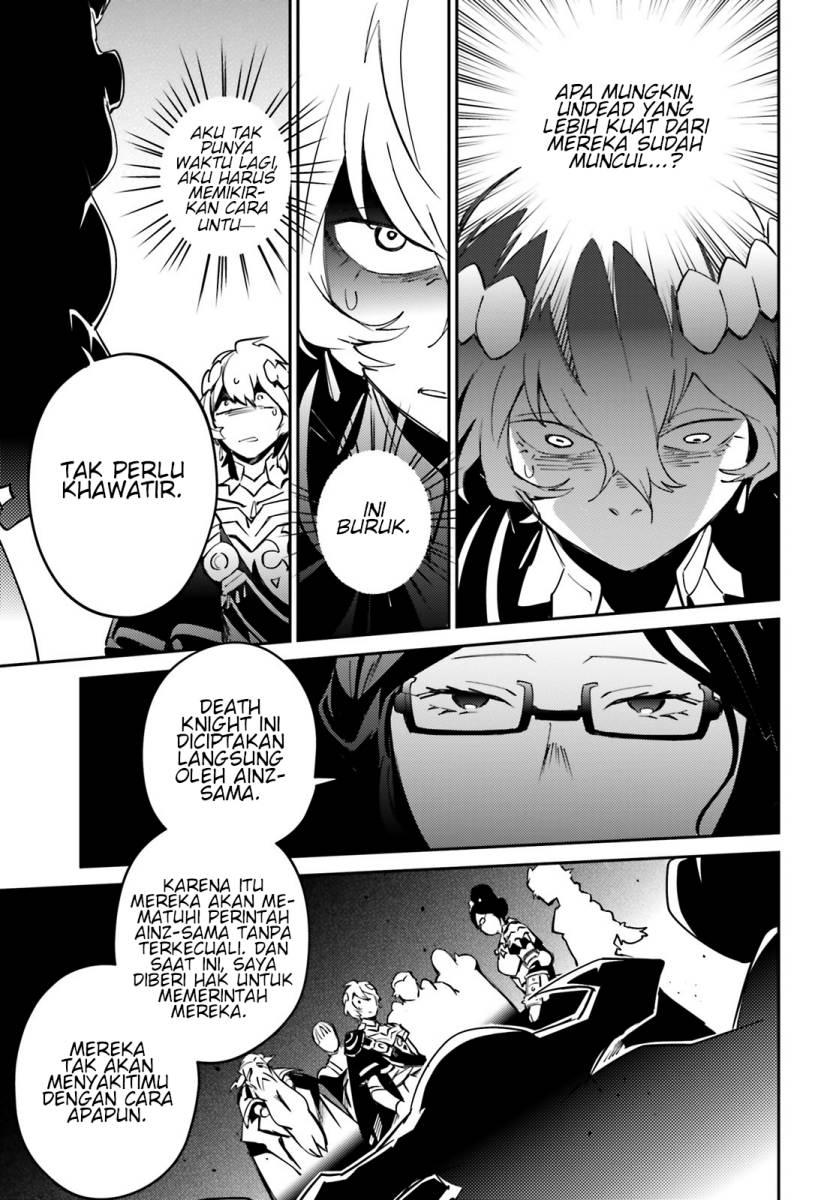 APA MUNGKIN,
UNDEAD YANG
LEBIH KUAT DARI
MEREKA SUDAH
MUNCUL...?
INI
BURUK.
AKU TAK
PUNYA
WAKTU LAGI,
AKU HARUS
MEMIKIR-
KAN CARA
UNTU—
TAK PERLU
KHAWATIR.
DEATH
KNIGHT INI
DICIPTAKAN
LANGSUNG
OLEH AINZ-
SAMA.
KARENA ITU
MEREKA AKAN ME-
MATUHI PERINTAH
AINZ-SAMA TANPA
TERKECUALI. DAN
SAAT INI, SAYA
DIBERI HAK UNTUK
MEMERINTAH
MEREKA.
MEREKA
TAK AKAN
MENYAKITIMU
DENGAN CARA
APAPUN.